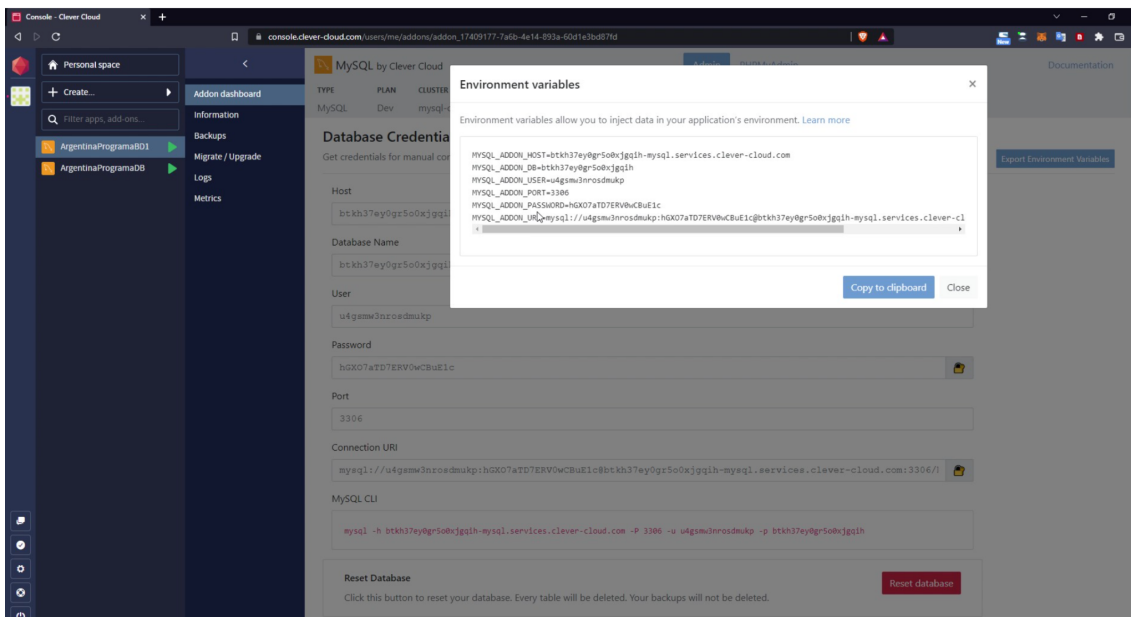 Console - Clever Cloud
console.clever-cloud.com/users/me/addons/addon_17409177-7a6b-4e14-893a-60d1e3bd87fd
Personal space
Create...
Filter apps, add-ons...
ArgentinaProgramaBD1
ArgentinaProgramaDB
Addon dashboard
Information
Backups
Migrate / Upgrade
Logs
Metrics
MySQL by Clever Cloud
Admin
Documentation
TYPE PLAN CLUSTER
MySQL Dev
Database Credentia
Get credentials for manual con
Export Environment Variables
Environment variables
Environment variables allow you to inject data in your application's environment. Learn more
MYSQL_ADDON_HOST=btkh37ey0gr5o0xjgqih-mysql.services.clever-cloud.com
MYSQL_ADDON_DB=btkh37ey0gr5o0xjgqih
MYSQL_ADDON_USER=u4gsmw3nrosdmukp
MYSQL_ADDON_PORT=3306
MYSQL_ADDON_PASSWORD=hGXO7aTD7ERV0wCBuE1c
MYSQL_ADDON_URI=mysql://u4gsmw3nrosdmukp:hGXO7aTD7ERV0wCBuE1c@btkh37ey0gr5o0xjgqih-mysql.services.clever-cl
Copy to clipboard
Close
Host
btkh37ey0gr5o0xjgqi
Database Name
btkh37ey0gr5o0xjgqi
User
u4gsmw3nrosdmukp
Password
hGXO7aTD7ERV0wCBuE1c
Port
3306
Connection URI
mysql://u4gsmw3nrosdmukp:hGXO7aTD7ERV0wCBuE1c@btkh37ey0gr5o0xjgqih-mysql.services.clever-cloud.com:3306/
MySQL CLI
mysql -h btkh37ey0gr5o0xjgqih-mysql.services.clever-cloud.com -P 3306 -u u4gsmw3nrosdmukp -p btkh37ey0gr5o0xjgqih
Reset Database
Click this button to reset your database. Every table will be deleted. Your backups will not be deleted.
Reset database